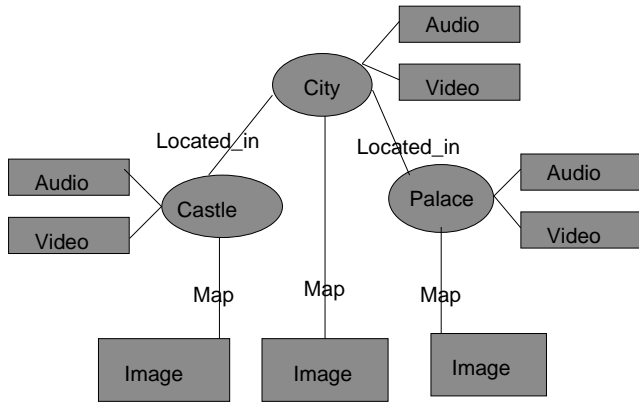 Audio
City
Video
Located_in
Located_in
Audio
Audio
Castle
Palace
Video
Video
Map
Map
Map
Image
Image
Image